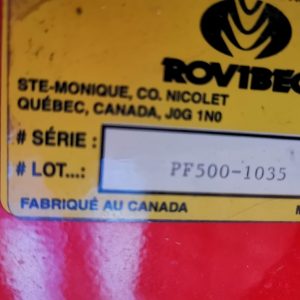 ROVIBEC
STE-MONIQUE, CO. NICOLET
QUÉBEC, CANADA, J0G 1N0
# SÉRIE :
# LOT...: PF500-1035
FABRIQUÉ AU CANADA